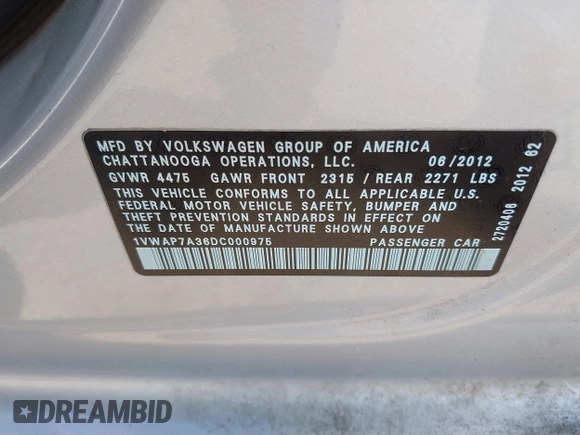 MFD BY VOLKSWAGEN GROUP OF AMERICA
CHATTANOOGA OPERATIONS, LLC. 06/2012
GVWR 4475 GAWR FRONT 2315 / REAR 2271 LBS
THIS VEHICLE CONFORMS TO ALL APPLICABLE U.S.
FEDERAL MOTOR VEHICLE SAFETY, BUMPER AND
THEFT PREVENTION STANDARDS IN EFFECT ON
THE DATE OF MANUFACTURE SHOWN ABOVE
1VWAP7A36DC000975 PASSENGER CAR
2720406 2012 62
DREAMBID